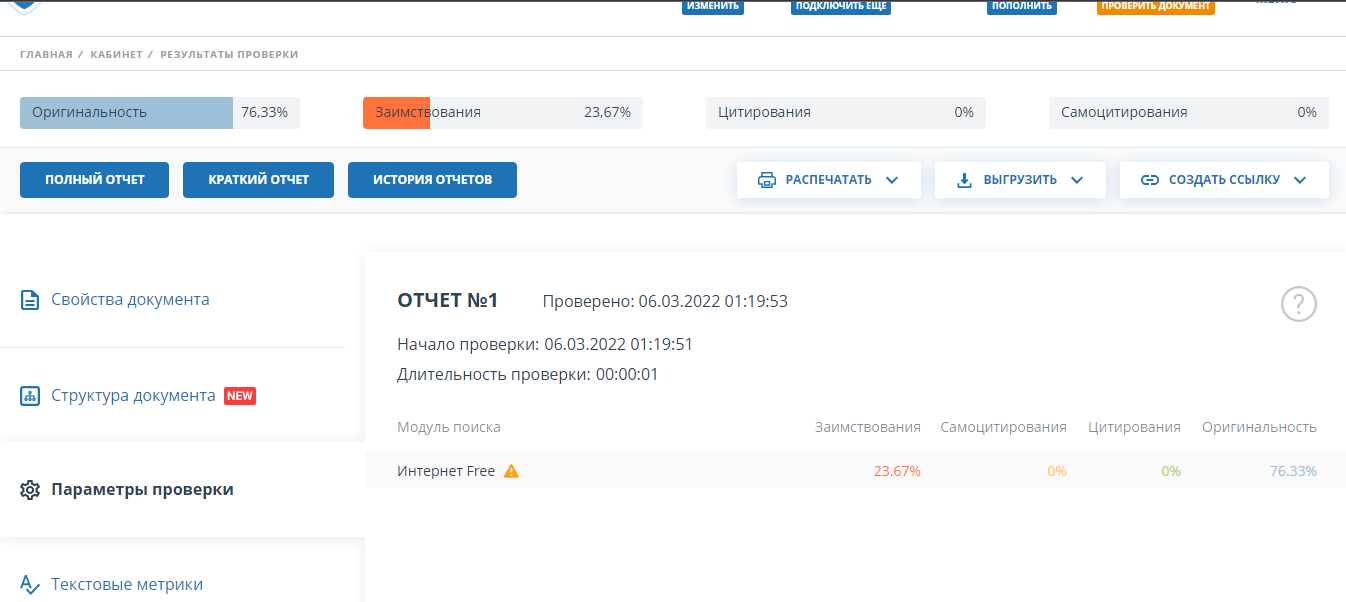 ИЗМЕНИТЬ ПОДКЛЮЧИТЬ ЕЩЕ ПОПОЛНИТЬ ПРОВЕРИТЬ ДОКУМЕНТ
ГЛАВНАЯ / КАБИНЕТ / РЕЗУЛЬТАТЫ ПРОВЕРКИ
Оригинальность 76,33% Заимствования 23,67% Цитирования 0% Самоцитирования 0%
ПОЛНЫЙ ОТЧЕТ КРАТКИЙ ОТЧЕТ ИСТОРИЯ ОТЧЕТОВ РАСПЕЧАТАТЬ ВЫГРУЗИТЬ СОЗДАТЬ ССЫЛКУ
Свойства документа
Структура документа NEW
Параметры проверки
Текстовые метрики
ОТЧЕТ №1 Проверено: 06.03.2022 01:19:53
?
Начало проверки: 06.03.2022 01:19:51
Длительность проверки: 00:00:01
Модуль поиска Заимствования Самоцитирования Цитирования Оригинальность
Интернет Free 23.67% 0% 0% 76.33%